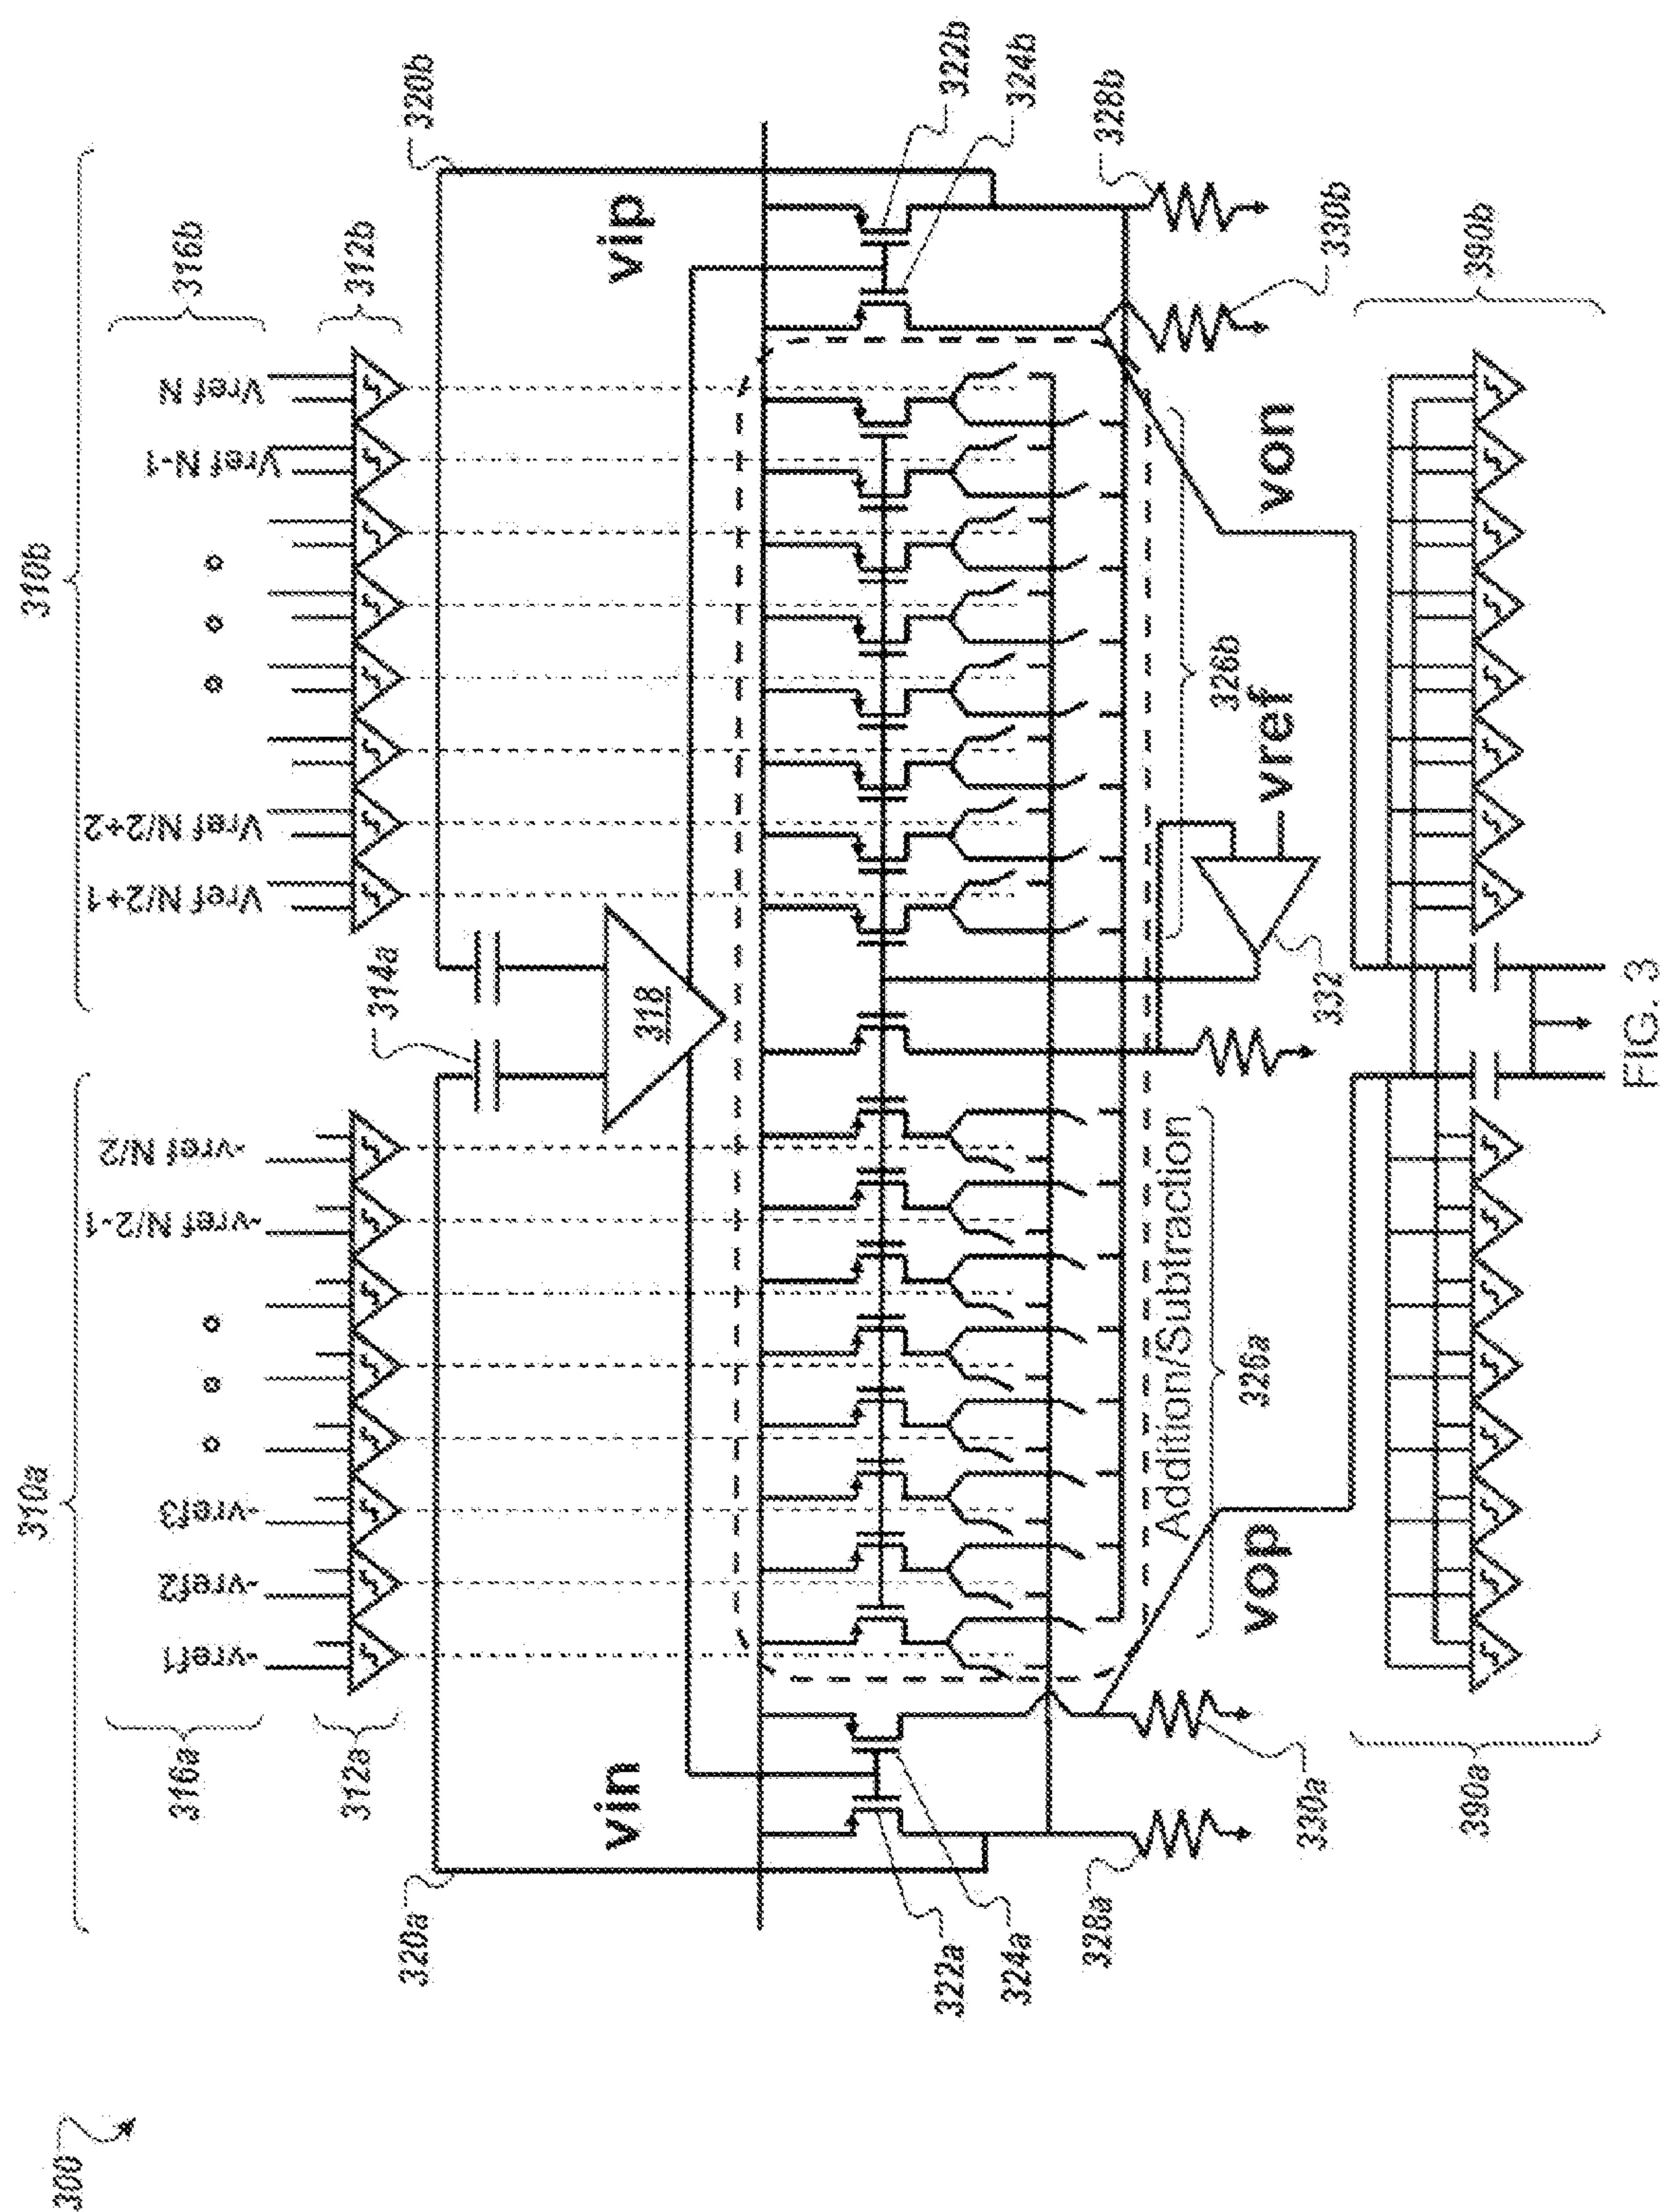 300
310a
310b
316a
-vref1
-vref2
-vref3
-vref N/2-1
-vref N/2
Vref N/2+1
Vref N/2+2
Vref N-1
Vref N
316b
312a
312b
320a
314a
320b
318
vin
vip
322a
324a
322b
324b
328a
328b
330a
330b
Addition/Subtraction
326a
326b
vop
von
vref
332
390a
390b
FIG. 3